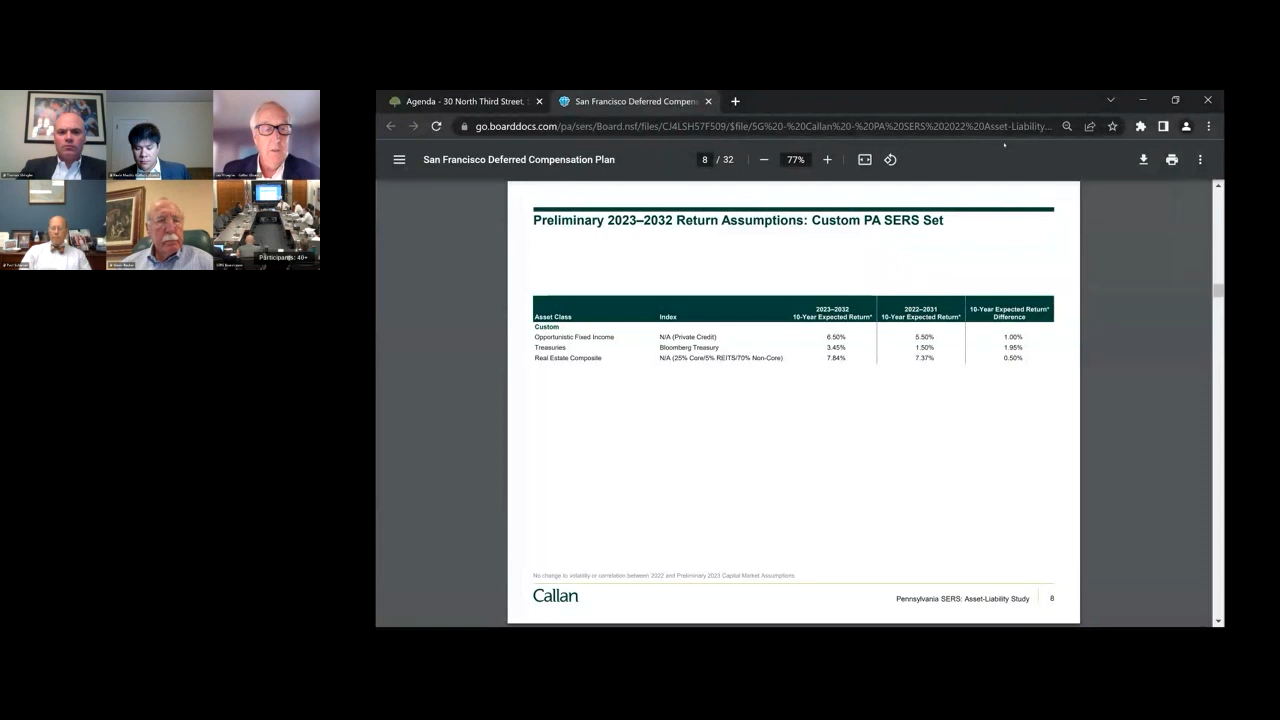 Agenda - 30 North Third Street,
San Francisco Deferred Compens
go.boarddocs.com/pa/sers/Board.nsf/files/CJ4LSH57F509/$file/5G%20-%20Callan%20-%20PA%20SERS%202022%20Asset-Liability...
San Francisco Deferred Compensation Plan
8 / 32
77%
Participants: 40+
Preliminary 2023–2032 Return Assumptions: Custom PA SERS Set
Asset Class Index 2023–2032 10-Year Expected Return* 2022–2031 10-Year Expected Return* 10-Year Expected Return* Difference
Custom
Opportunistic Fixed Income N/A (Private Credit) 6.50% 5.50% 1.00%
Treasuries Bloomberg Treasury 3.45% 1.50% 1.95%
Real Estate Composite N/A (25% Core/5% REITS/70% Non-Core) 7.84% 7.37% 0.50%
No change to volatility or correlation between 2022 and Preliminary 2023 Capital Market Assumptions
Callan
Pennsylvania SERS: Asset-Liability Study 8